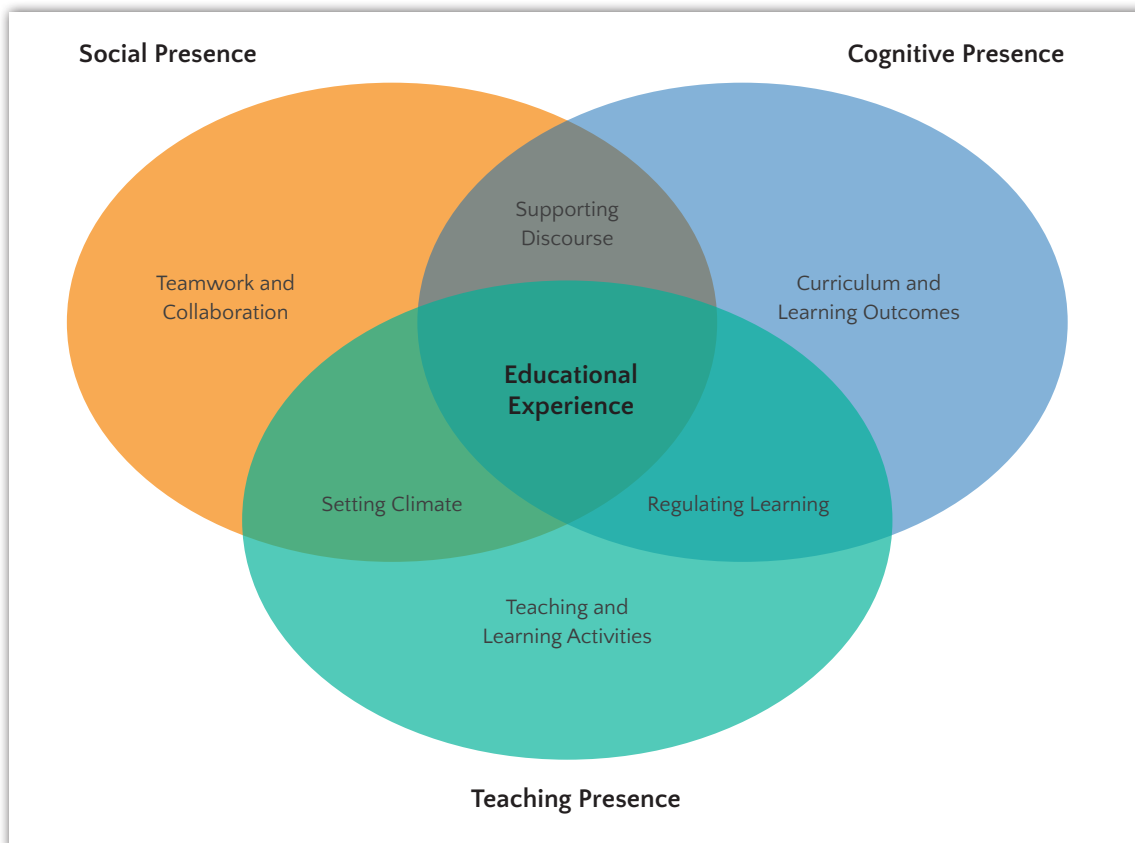 Social Presence
Cognitive Presence
Supporting
Discourse
Teamwork and
Collaboration
Curriculum and
Learning Outcomes
Educational
Experience
Setting Climate
Regulating Learning
Teaching and
Learning Activities
Teaching Presence